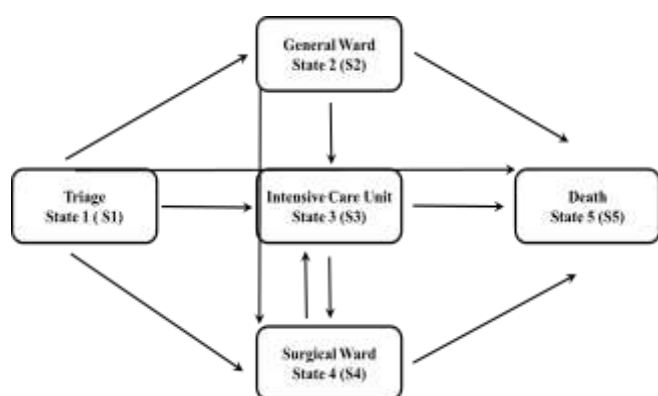 General Ward
State 2 (S2)
Triage
State 1 ( S1)
Intensive Care Unit
State 3 (S3)
Death
State 5 (S5)
Surgical Ward
State 4 (S4)